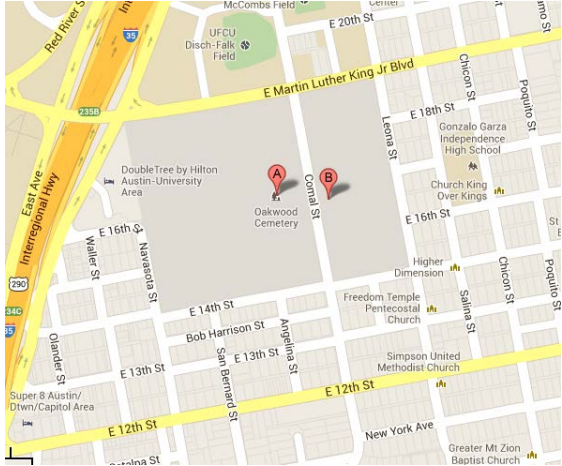 McCombs Field
Center
E 20th St
Red River S
35
UFCU
Disch-Falk
Field
E Martin Luther King Jr Blvd
Chicon St
Poquito St
235B
E 18th St
Leona St
Gonzalo Garza
Independence
High School
East Ave
Interregional Hwy
DoubleTree by Hilton
Austin-University
Area
A
B
Comal St
Oakwood
Cemetery
Church King
Over Kings
E 16th St
E 16th St
St
B
Waller St
Navasota St
290
Higher
Dimension
Chicon St
Poquito St
34C
35
E 14th St
Freedom Temple
Pentecostal
Church
Salina St
Bob Harrison St
Angelina St
Olander St
E 13th St
E 13th St
San Bernard St
Simpson United
Methodist Church
E 12th St
Super 8 Austin/
Dtwn/Capitol Area
E 12th St
New York Ave
Catalpa St
Greater Mt Zion
Baptist Church